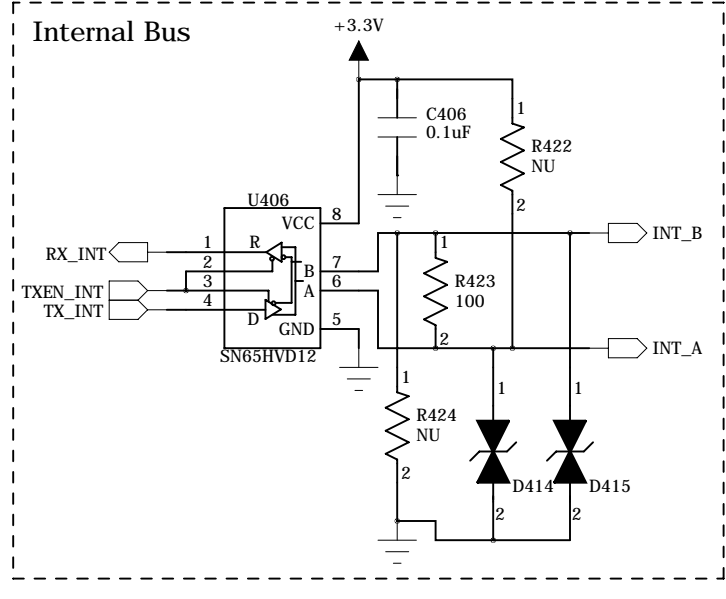 Internal Bus
+3.3V
C406
0.1uF
1
R422
NU
2
U406
VCC
8
RX_INT
1
R
2
7
B
TXEN_INT
3
6
A
TX_INT
4
D
GND
5
SN65HVD12
1
R423
100
2
INT_B
INT_A
1
R424
NU
2
1
D414
2
1
D415
2